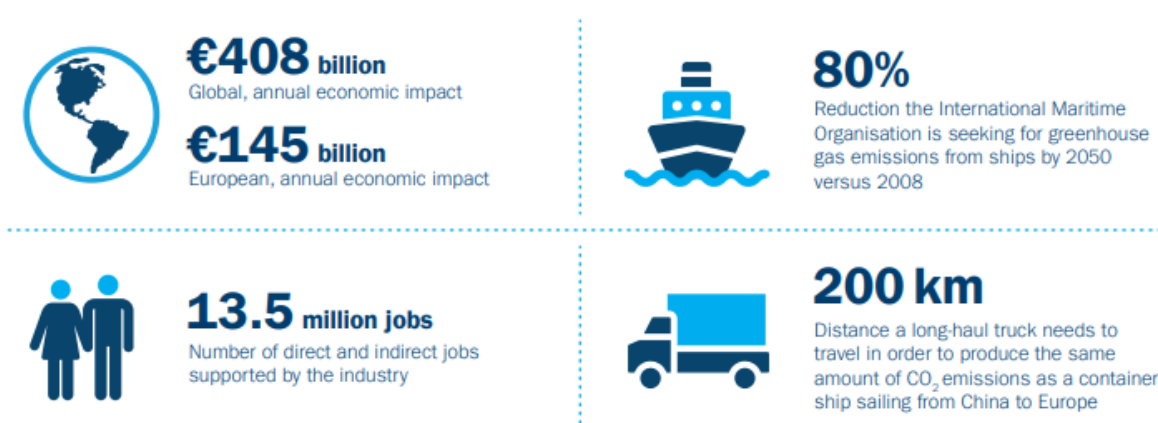 €408 billion
Global, annual economic impact
€145 billion
European, annual economic impact
80%
Reduction the International Maritime
Organisation is seeking for greenhouse
gas emissions from ships by 2050
versus 2008
13.5 million jobs
Number of direct and indirect jobs
supported by the industry
200 km
Distance a long-haul truck needs to
travel in order to produce the same
amount of CO₂ emissions as a container
ship sailing from China to Europe